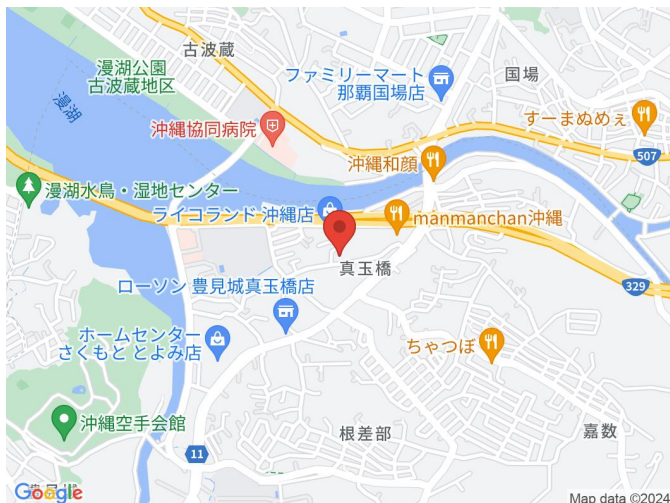 古波蔵
漫湖公園
古波蔵地区
ファミリーマート
那覇国場店
国場
すーまぬめぇ
漫湖
沖縄協同病院
沖縄和顔
507
漫湖水鳥・湿地センター
ライコランド 沖縄店
manmanchan沖縄
真玉橋
329
ローソン 豊見城真玉橋店
ホームセンター
さくもと とよみ店
ちゃつぼ
沖縄空手会館
根差部
嘉数
11
Google
Map data ©2024